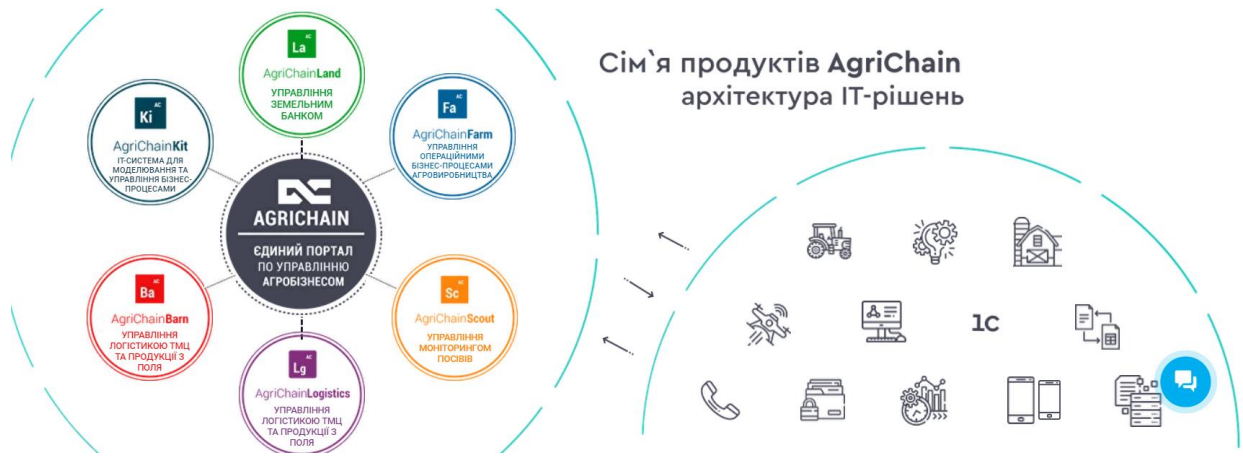 Сім`я продуктів AgriChain
архітектура ІТ-рішень
AC
La
AgriChainLand
УПРАВЛІННЯ
ЗЕМЕЛЬНИМ
БАНКОМ
AC
Ki
AgriChainKit
ІТ-СИСТЕМА ДЛЯ
МОДЕЛЮВАННЯ ТА
УПРАВЛІННЯ БІЗНЕС-
ПРОЦЕСАМИ
AC
Fa
AgriChainFarm
УПРАВЛІННЯ
ОПЕРАЦІЙНИМИ
БІЗНЕС-ПРОЦЕСАМИ
АГРОВИРОБНИЦТВА
AGRICHAIN
ЄДИНИЙ ПОРТАЛ
ПО УПРАВЛІННЮ
АГРОБІЗНЕСОМ
AC
Ba
AgriChainBarn
УПРАВЛІННЯ
ЛОГІСТИКОЮ ТМЦ
ТА ПРОДУКЦІЇ З
ПОЛЯ
AC
Sc
AgriChainScout
УПРАВЛІННЯ
МОНІТОРИНГОМ
ПОСІВІВ
AC
Lg
AgriChainLogistics
УПРАВЛІННЯ
ЛОГІСТИКОЮ ТМЦ
ТА ПРОДУКЦІЇ З
ПОЛЯ
1C